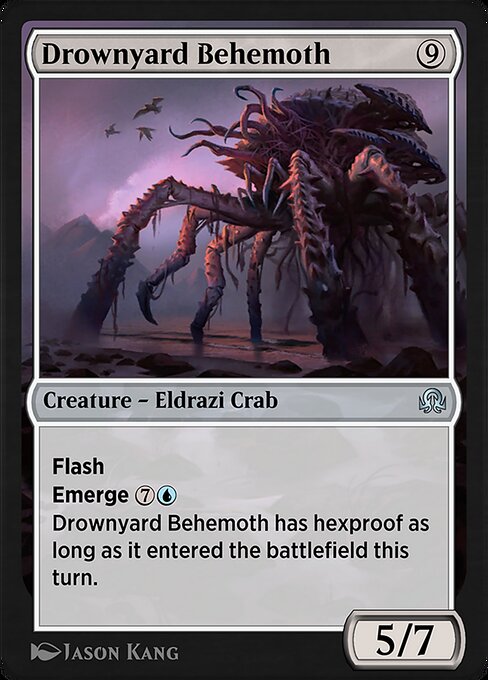 Drownyard Behemoth 9
Creature – Eldrazi Crab
Flash
Emerge 7
Drownyard Behemoth has hexproof as
long as it entered the battlefield this
turn.
5/7
Jason Kang